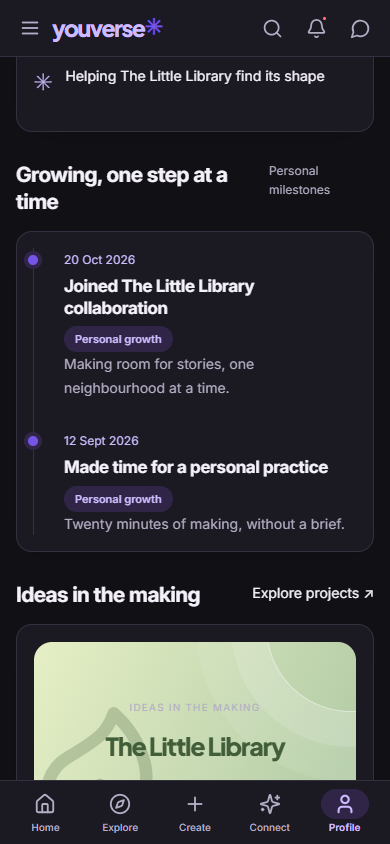 youverse
Helping The Little Library find its shape
Growing, one step at a
time
Personal
milestones
20 Oct 2026
Joined The Little Library
collaboration
Personal growth
Making room for stories, one
neighbourhood at a time.
12 Sept 2026
Made time for a personal practice
Personal growth
Twenty minutes of making, without a brief.
Ideas in the making
Explore projects ↗
IDEAS IN THE MAKING
The Little Library
Home
Explore
Create
Connect
Profile